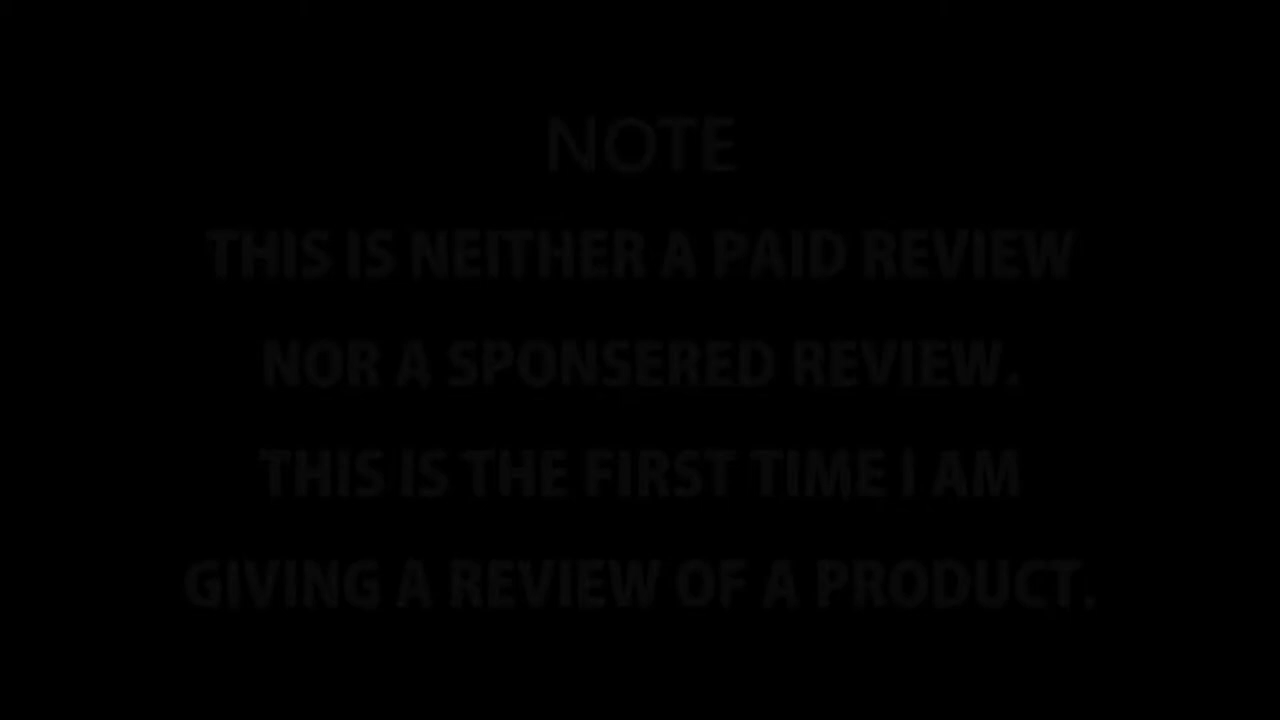 NOTE
THIS IS NEITHER A PAID REVIEW
NOR A SPONSERED REVIEW.
THIS IS THE FIRST TIME I AM
GIVING A REVIEW OF A PRODUCT.